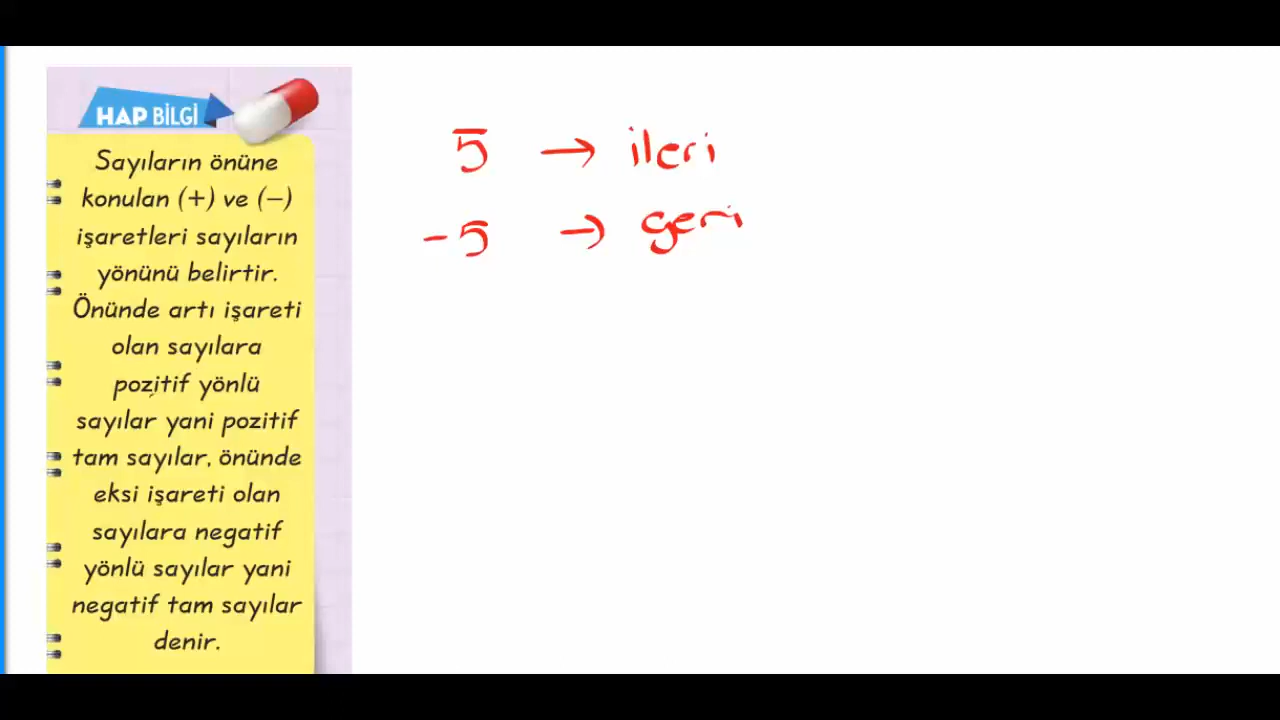 HAP BİLGİ
Sayıların önüne
konulan (+) ve (–)
işaretleri sayıların
yönünü belirtir.
Önünde artı işareti
olan sayılara
pozitif yönlü
sayılar yani pozitif
tam sayılar, önünde
eksi işareti olan
sayılara negatif
yönlü sayılar yani
negatif tam sayılar
denir.
5 → ileri
-5 → geri